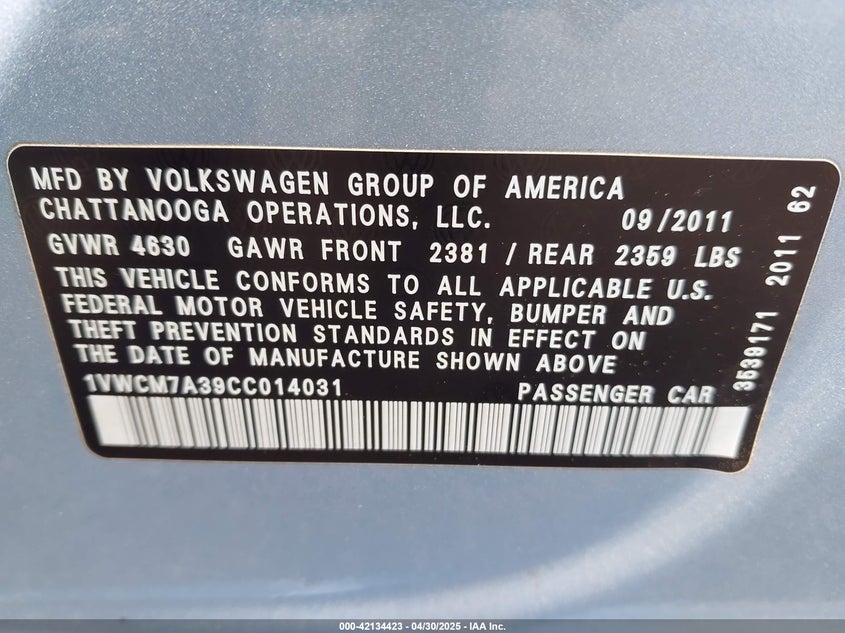 MFD BY VOLKSWAGEN GROUP OF AMERICA
CHATTANOOGA OPERATIONS, LLC. 09/2011
GVWR 4630 GAWR FRONT 2381 / REAR 2359 LBS
THIS VEHICLE CONFORMS TO ALL APPLICABLE U.S.
FEDERAL MOTOR VEHICLE SAFETY, BUMPER AND
THEFT PREVENTION STANDARDS IN EFFECT ON
THE DATE OF MANUFACTURE SHOWN ABOVE
1VWCM7A39CC014031 PASSENGER CAR
3539171 2011 62
000-42134423 - 04/30/2025 - IAA Inc.